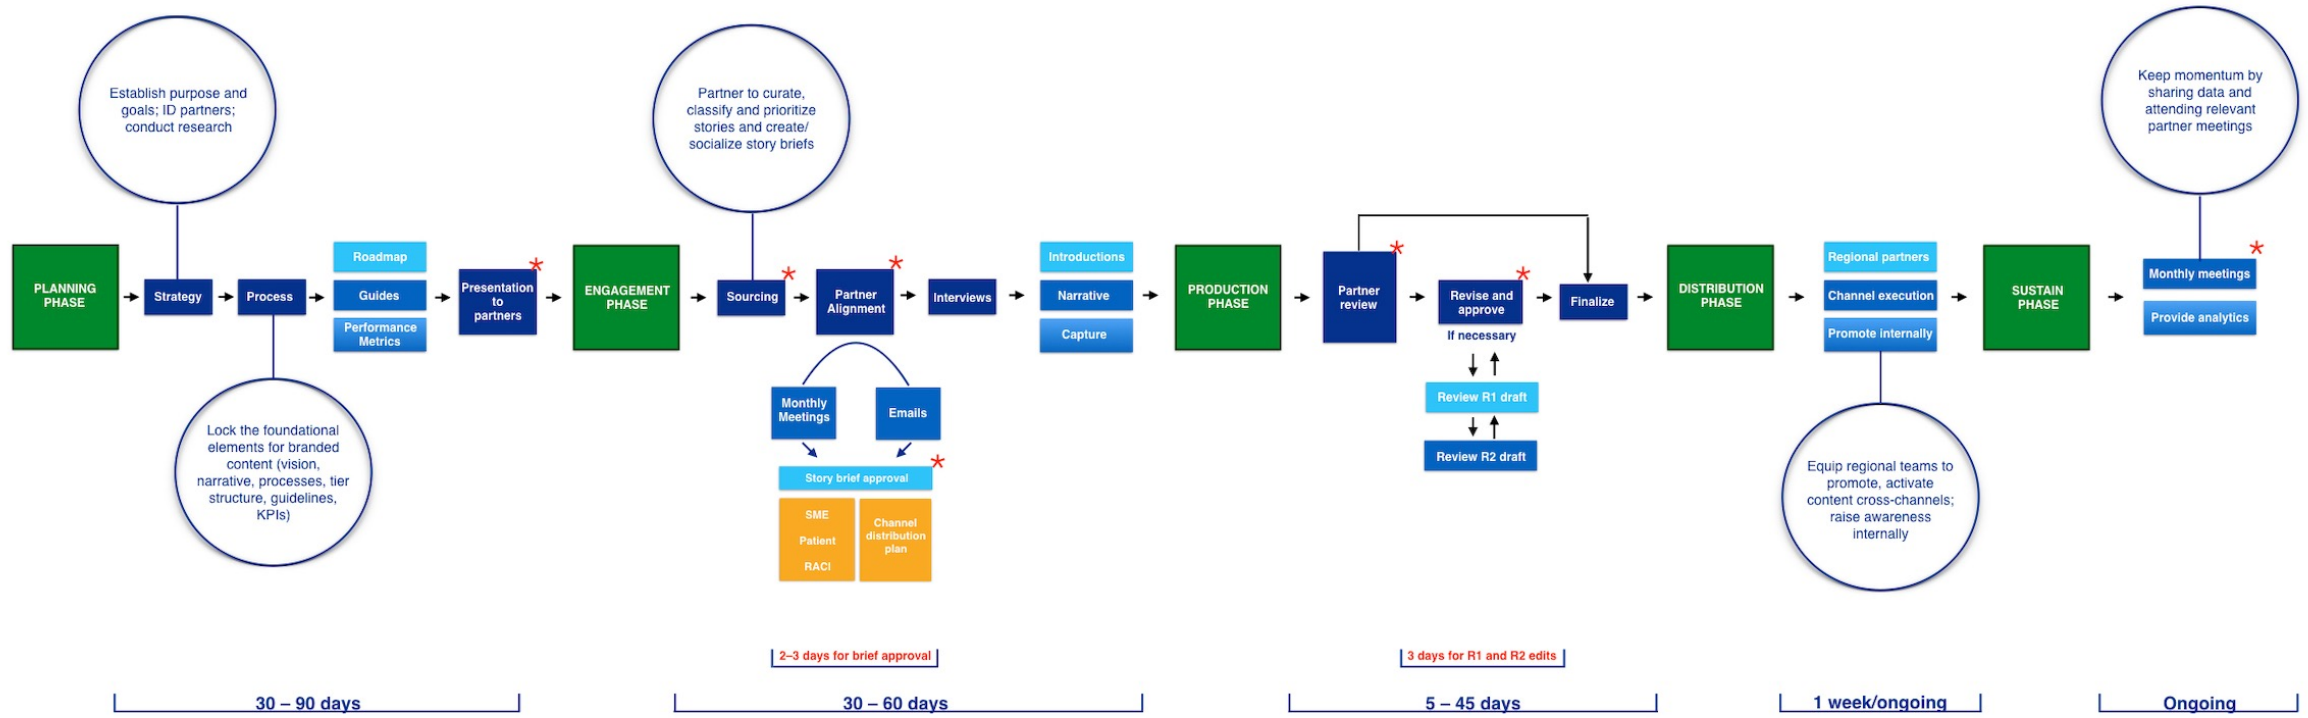 Establish purpose and
goals; ID partners;
conduct research
Partner to curate,
classify and prioritize
stories and create/
socialize story briefs
Keep momentum by
sharing data and
attending relevant
partner meetings
PLANNING
PHASE
Strategy
Process
Roadmap
Guides
Performance
Metrics
Presentation
to
partners
*
ENGAGEMENT
PHASE
Sourcing
*
Partner
Alignment
*
Interviews
Introductions
Narrative
Capture
PRODUCTION
PHASE
Partner
review
*
Revise and
approve
*
If necessary
Finalize
DISTRIBUTION
PHASE
Regional partners
Channel execution
Promote internally
SUSTAIN
PHASE
Monthly meetings
*
Provide analytics
Lock the foundational
elements for branded
content (vision,
narrative, processes, tier
structure, guidelines,
KPIs)
Monthly
Meetings
Emails
Story brief approval
*
SME
Patient
RACI
Channel
distribution
plan
Review R1 draft
Review R2 draft
Equip regional teams to
promote, activate
content cross-channels;
raise awareness
internally
2–3 days for brief approval
3 days for R1 and R2 edits
30 – 90 days
30 – 60 days
5 – 45 days
1 week/ongoing
Ongoing